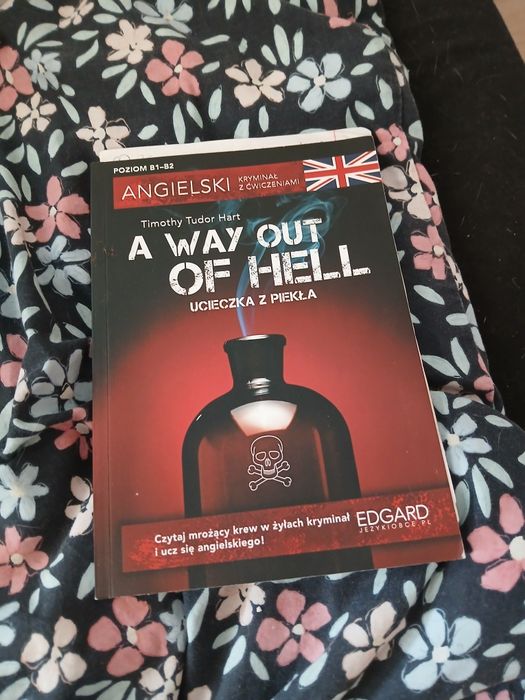 POZIOM B1–B2
ANGIELSKI
KRYMINAŁ
Z ĆWICZENIAMI
Timothy Tudor Hart
A WAY OUT
OF HELL
UCIECZKA Z PIEKŁA
Czytaj mrożący krew w żyłach kryminał
i ucz się angielskiego!
EDGARD
JEZYKIOBCE.PL